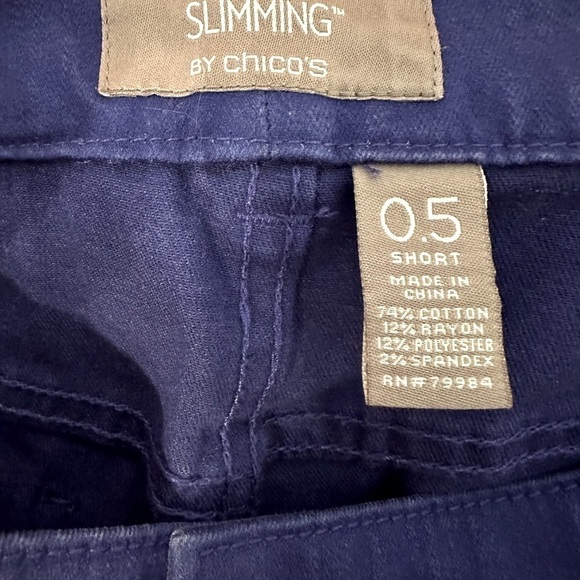 SLIMMING™
BY chico's
0.5
SHORT
MADE IN
CHINA
74% COTTON
12% RAYON
12% POLYESTER
2% SPANDEX
RN#79984